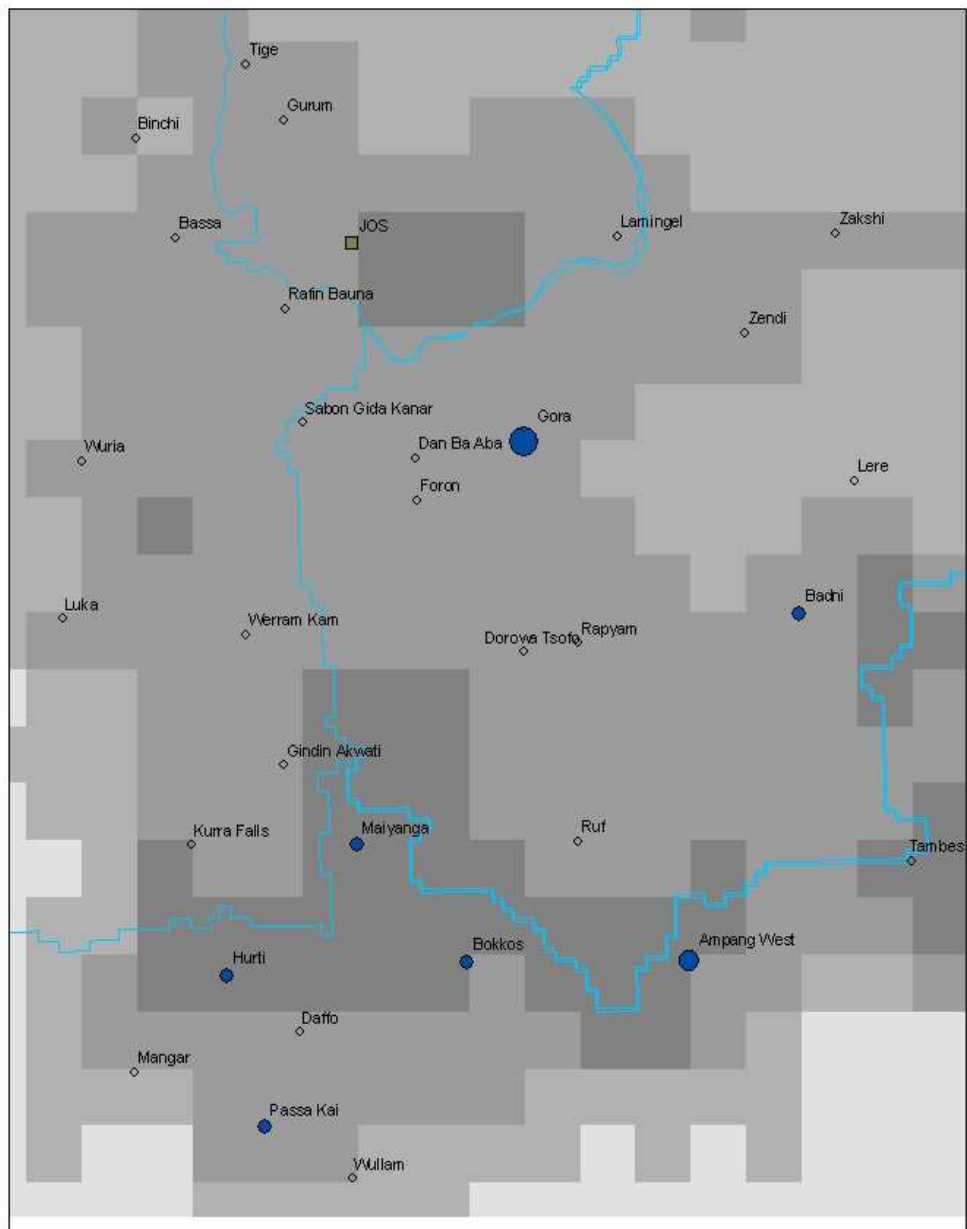 Tige
Gurum
Binchi
Bassa
JOS
Lamingel
Zakshi
Rafin Bauna
Zendi
Sabon Gida Kanar
Gora
Wuria
Dan Ba Aba
Lere
Foron
Luka
Badni
Werram Kam
Dorowa Tsofo
Rapyam
Gindin Akwati
Kurra Falls
Maiyanga
Ruf
Tambes
Hurti
Bokkos
Ampang West
Daffo
Mangar
Passa Kai
Wullam